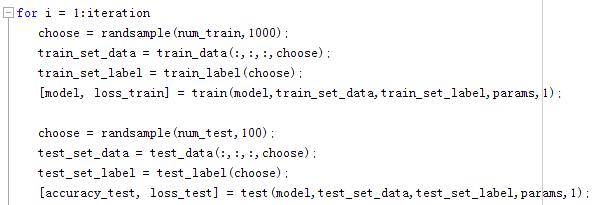 for i = 1:iteration
choose = randsample(num_train,1000);
train_set_data = train_data(:,:,:,choose);
train_set_label = train_label(choose);
[model, loss_train] = train(model,train_set_data,train_set_label,params,1);
choose = randsample(num_test,100);
test_set_data = test_data(:,:,:,choose);
test_set_label = test_label(choose);
[accuracy_test, loss_test] = test(model,test_set_data,test_set_label,params,1);